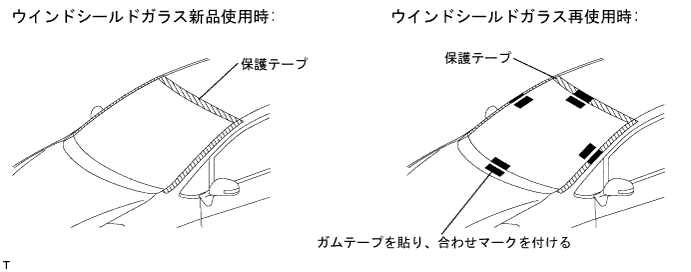 ウインドシールドガラス新品使用時:
ウインドシールドガラス再使用時:
保護テープ
保護テープ
ガムテープを貼り、合わせマークを付ける
T